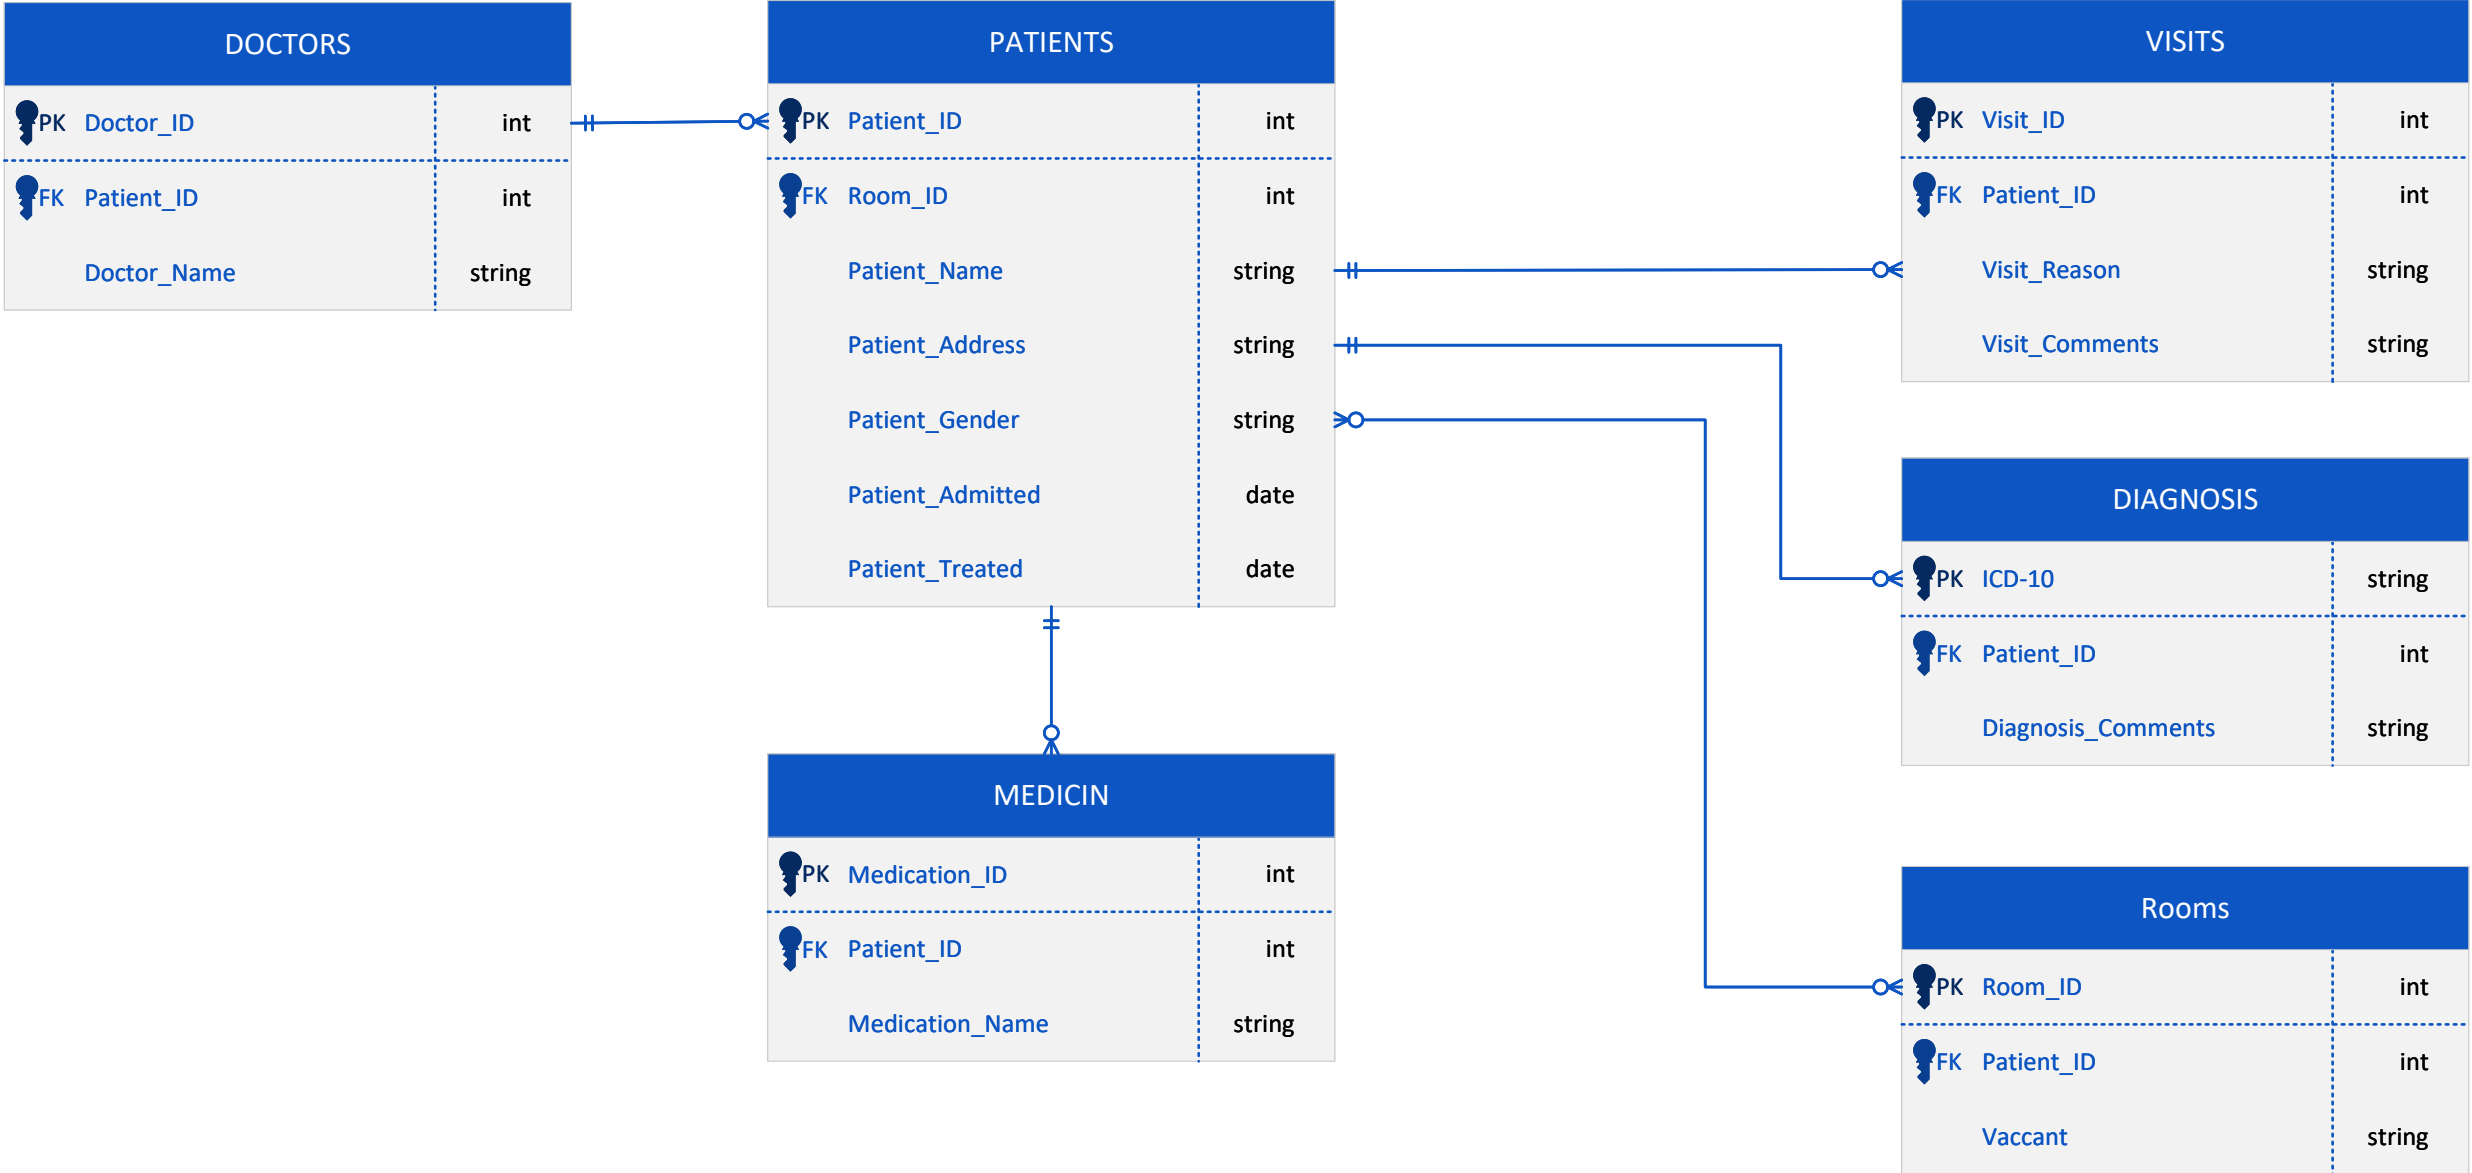 DOCTORS
PK Doctor_ID int
FK Patient_ID int
Doctor_Name string
PATIENTS
PK Patient_ID int
FK Room_ID int
Patient_Name string
Patient_Address string
Patient_Gender string
Patient_Admitted date
Patient_Treated date
MEDICIN
PK Medication_ID int
FK Patient_ID int
Medication_Name string
VISITS
PK Visit_ID int
FK Patient_ID int
Visit_Reason string
Visit_Comments string
DIAGNOSIS
PK ICD-10 string
FK Patient_ID int
Diagnosis_Comments string
Rooms
PK Room_ID int
FK Patient_ID int
Vaccant string